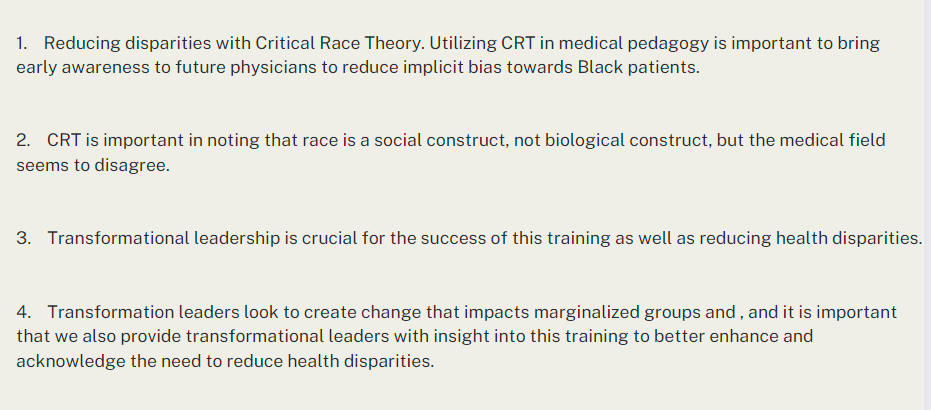 1. Reducing disparities with Critical Race Theory. Utilizing CRT in medical pedagogy is important to bring
early awareness to future physicians to reduce implicit bias towards Black patients.
2. CRT is important in noting that race is a social construct, not biological construct, but the medical field
seems to disagree.
3. Transformational leadership is crucial for the success of this training as well as reducing health disparities.
4. Transformation leaders look to create change that impacts marginalized groups and , and it is important
that we also provide transformational leaders with insight into this training to better enhance and
acknowledge the need to reduce health disparities.